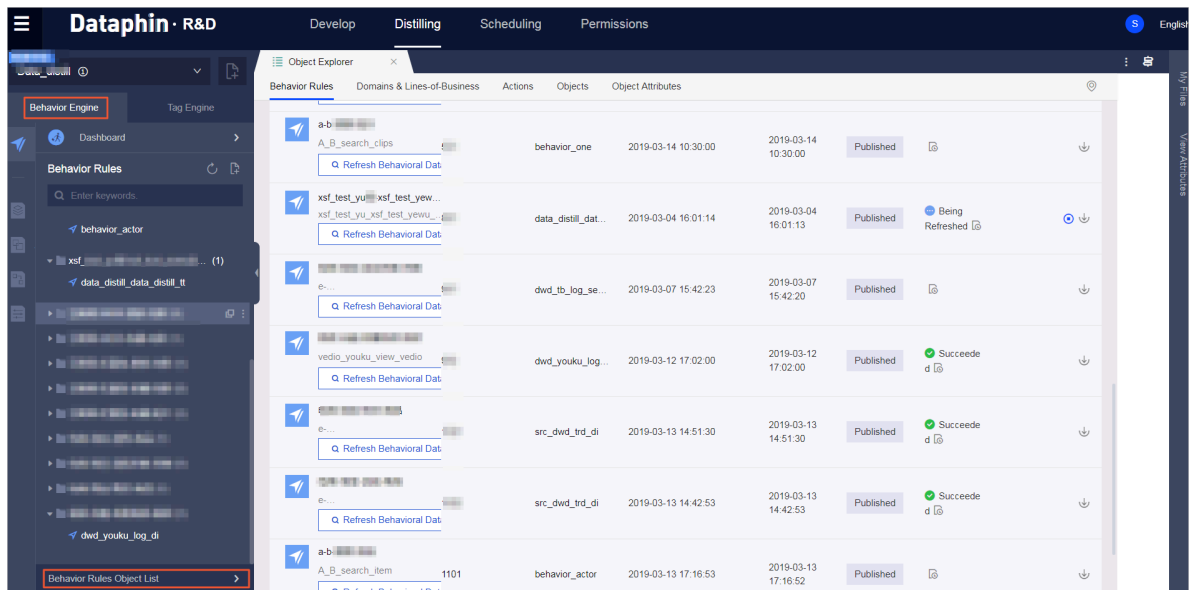 Dataphin · R&D
Develop
Distilling
Scheduling
Permissions
S
English
Object Explorer
Behavior Engine
Tag Engine
Behavior Rules
Domains & Lines-of-Business
Actions
Objects
Object Attributes
My Files
View Attributes
Dashboard
Behavior Rules
Enter keywords.
behavior_actor
xsf_ ... (1)
data_distill_data_distill_tt
dwd_youku_log_di
Behavior Rules Object List
a-b
A_B_search_clips
Refresh Behavioral Dat
behavior_one
2019-03-14 10:30:00
2019-03-14
10:30:00
Published
xsf_test_yu xsf_test_yew...
xsf_test_yu_xsf_test_yewu_...
Refresh Behavioral Dat
data_distill_dat...
2019-03-04 16:01:14
2019-03-04
16:01:13
Published
Being
Refreshed
e-...
Refresh Behavioral Dat
dwd_tb_log_se...
2019-03-07 15:42:23
2019-03-07
15:42:20
Published
vedio_youku_view_vedio
Refresh Behavioral Dat
dwd_youku_log...
2019-03-12 17:02:00
2019-03-12
17:02:00
Published
Succeede
d
e-...
Refresh Behavioral Dat
src_dwd_trd_di
2019-03-13 14:51:30
2019-03-13
14:51:30
Published
Succeede
d
e-...
Refresh Behavioral Dat
src_dwd_trd_di
2019-03-13 14:42:53
2019-03-13
14:42:53
Published
Succeede
d
a-b
A_B_search_item
1101
behavior_actor
2019-03-13 17:16:53
2019-03-13
17:16:52
Published